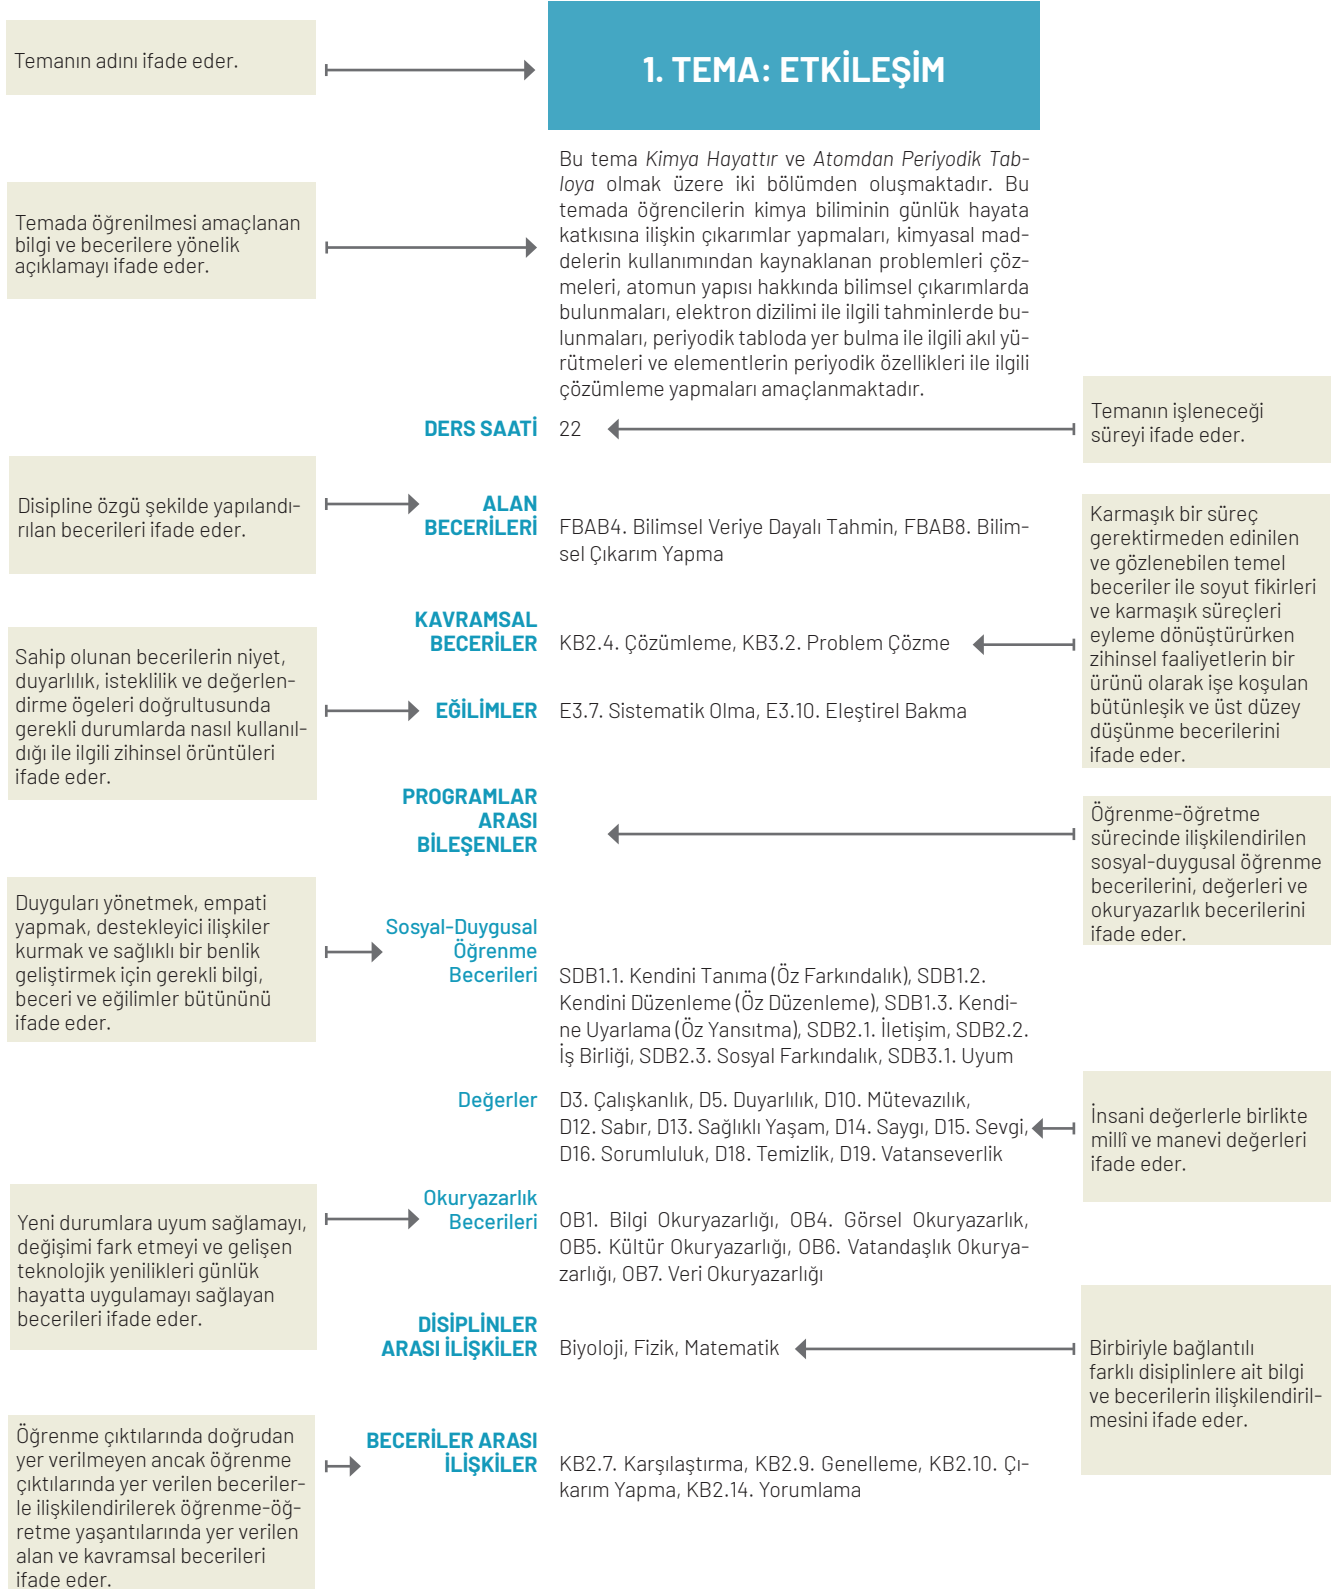 Temanın adını ifade eder.
1. TEMA: ETKİLEŞİM
Temada öğrenilmesi amaçlanan
bilgi ve becerilere yönelik
açıklamayı ifade eder.
Bu tema Kimya Hayattır ve Atomdan Periyodik Tab-
loya olmak üzere iki bölümden oluşmaktadır. Bu
temada öğrencilerin kimya biliminin günlük hayata
katkısına ilişkin çıkarımlar yapmaları, kimyasal mad-
delerin kullanımından kaynaklanan problemleri çöz-
meleri, atomun yapısı hakkında bilimsel çıkarımlarda
bulunmaları, elektron dizilimi ile ilgili tahminlerde bu-
lunmaları, periyodik tabloda yer bulma ile ilgili akıl yü-
rütmeleri ve elementlerin periyodik özellikleri ile ilgili
çözümleme yapmaları amaçlanmaktadır.
DERS SAATİ
22
Temanın işleneceği
süreyi ifade eder.
Disipline özgü şekilde yapılandı-
rılan becerileri ifade eder.
ALAN
BECERİLERİ
FBAB4. Bilimsel Veriye Dayalı Tahmin, FBAB8. Bilim-
sel Çıkarım Yapma
Karmaşık bir süreç
gerektirmeden edinilen
ve gözlenebilen temel
beceriler ile soyut fikirleri
ve karmaşık süreçleri
eyleme dönüştürürken
zihinsel faaliyetlerin bir
ürünü olarak işe koşulan
bütünleşik ve üst düzey
düşünme becerilerini
ifade eder.
KAVRAMSAL
BECERİLER
KB2.4. Çözümleme, KB3.2. Problem Çözme
Sahip olunan becerilerin niyet,
duyarlılık, isteklilik ve değerlen-
dirme ögeleri doğrultusunda
gerekli durumlarda nasıl kullanıl-
dığı ile ilgili zihinsel örüntüleri
ifade eder.
EĞİLİMLER
E3.7. Sistematik Olma, E3.10. Eleştirel Bakma
PROGRAMLAR
ARASI
BİLEŞENLER
Öğrenme-öğretme
sürecinde ilişkilendirilen
sosyal-duygusal öğrenme
becerilerini, değerleri ve
okuryazarlık becerilerini
ifade eder.
Duyguları yönetmek, empati
yapmak, destekleyici ilişkiler
kurmak ve sağlıklı bir benlik
geliştirmek için gerekli bilgi,
beceri ve eğilimler bütününü
ifade eder.
Sosyal-Duygusal
Öğrenme
Becerileri
SDB1.1. Kendini Tanıma (Öz Farkındalık), SDB1.2.
Kendini Düzenleme (Öz Düzenleme), SDB1.3. Kendi-
ne Uyarlama (Öz Yansıtma), SDB2.1. İletişim, SDB2.2.
İş Birliği, SDB2.3. Sosyal Farkındalık, SDB3.1. Uyum
Değerler
D3. Çalışkanlık, D5. Duyarlılık, D10. Mütevazılık,
D12. Sabır, D13. Sağlıklı Yaşam, D14. Saygı, D15. Sevgi,
D16. Sorumluluk, D18. Temizlik, D19. Vatanseverlik
İnsani değerlerle birlikte
millî ve manevi değerleri
ifade eder.
Yeni durumlara uyum sağlamayı,
değişimi fark etmeyi ve gelişen
teknolojik yenilikleri günlük
hayatta uygulamayı sağlayan
becerileri ifade eder.
Okuryazarlık
Becerileri
OB1. Bilgi Okuryazarlığı, OB4. Görsel Okuryazarlık,
OB5. Kültür Okuryazarlığı, OB6. Vatandaşlık Okurya-
zarlığı, OB7. Veri Okuryazarlığı
DİSİPLİNLER
ARASI İLİŞKİLER
Biyoloji, Fizik, Matematik
Birbiriyle bağlantılı
farklı disiplinlere ait bilgi
ve becerilerin ilişkilendiril-
mesini ifade eder.
Öğrenme çıktılarında doğrudan
yer verilmeyen ancak öğrenme
çıktılarında yer verilen beceriler-
le ilişkilendirilerek öğrenme-öğ-
retme yaşantılarında yer verilen
alan ve kavramsal becerileri
ifade eder.
BECERİLER ARASI
İLİŞKİLER
KB2.7. Karşılaştırma, KB2.9. Genelleme, KB2.10. Çı-
karım Yapma, KB2.14. Yorumlama